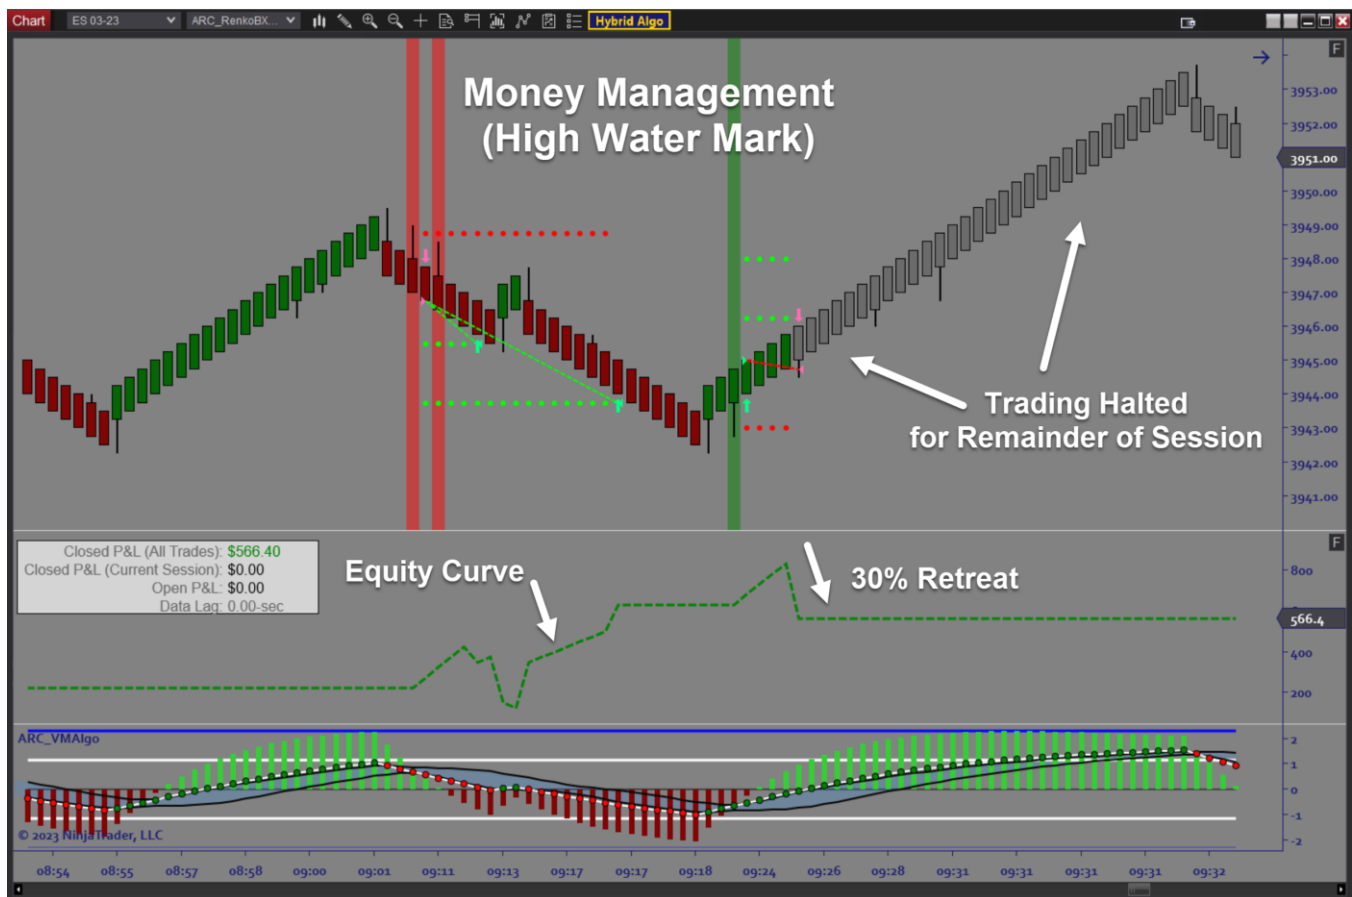 Chart
ES 03-23
ARC_RenkoBX...
Hybrid Algo
F
Money Management
(High Water Mark)
3953.00
3952.00
3951.00
3950.00
3949.00
3948.00
3947.00
3946.00
3945.00
3944.00
3943.00
3942.00
3941.00
Trading Halted
for Remainder of Session
F
Closed P&L (All Trades): $566.40
Closed P&L (Current Session): $0.00
Open P&L: $0.00
Data Lag: 0.00-sec
Equity Curve
30% Retreat
800
566.4
400
200
ARC_VMAlgo
2
1
0
-1
-2
© 2023 NinjaTrader, LLC
08:54 08:55 08:57 08:58 09:00 09:01 09:11 09:13 09:17 09:17 09:18 09:24 09:26 09:28 09:31 09:31 09:31 09:31 09:32